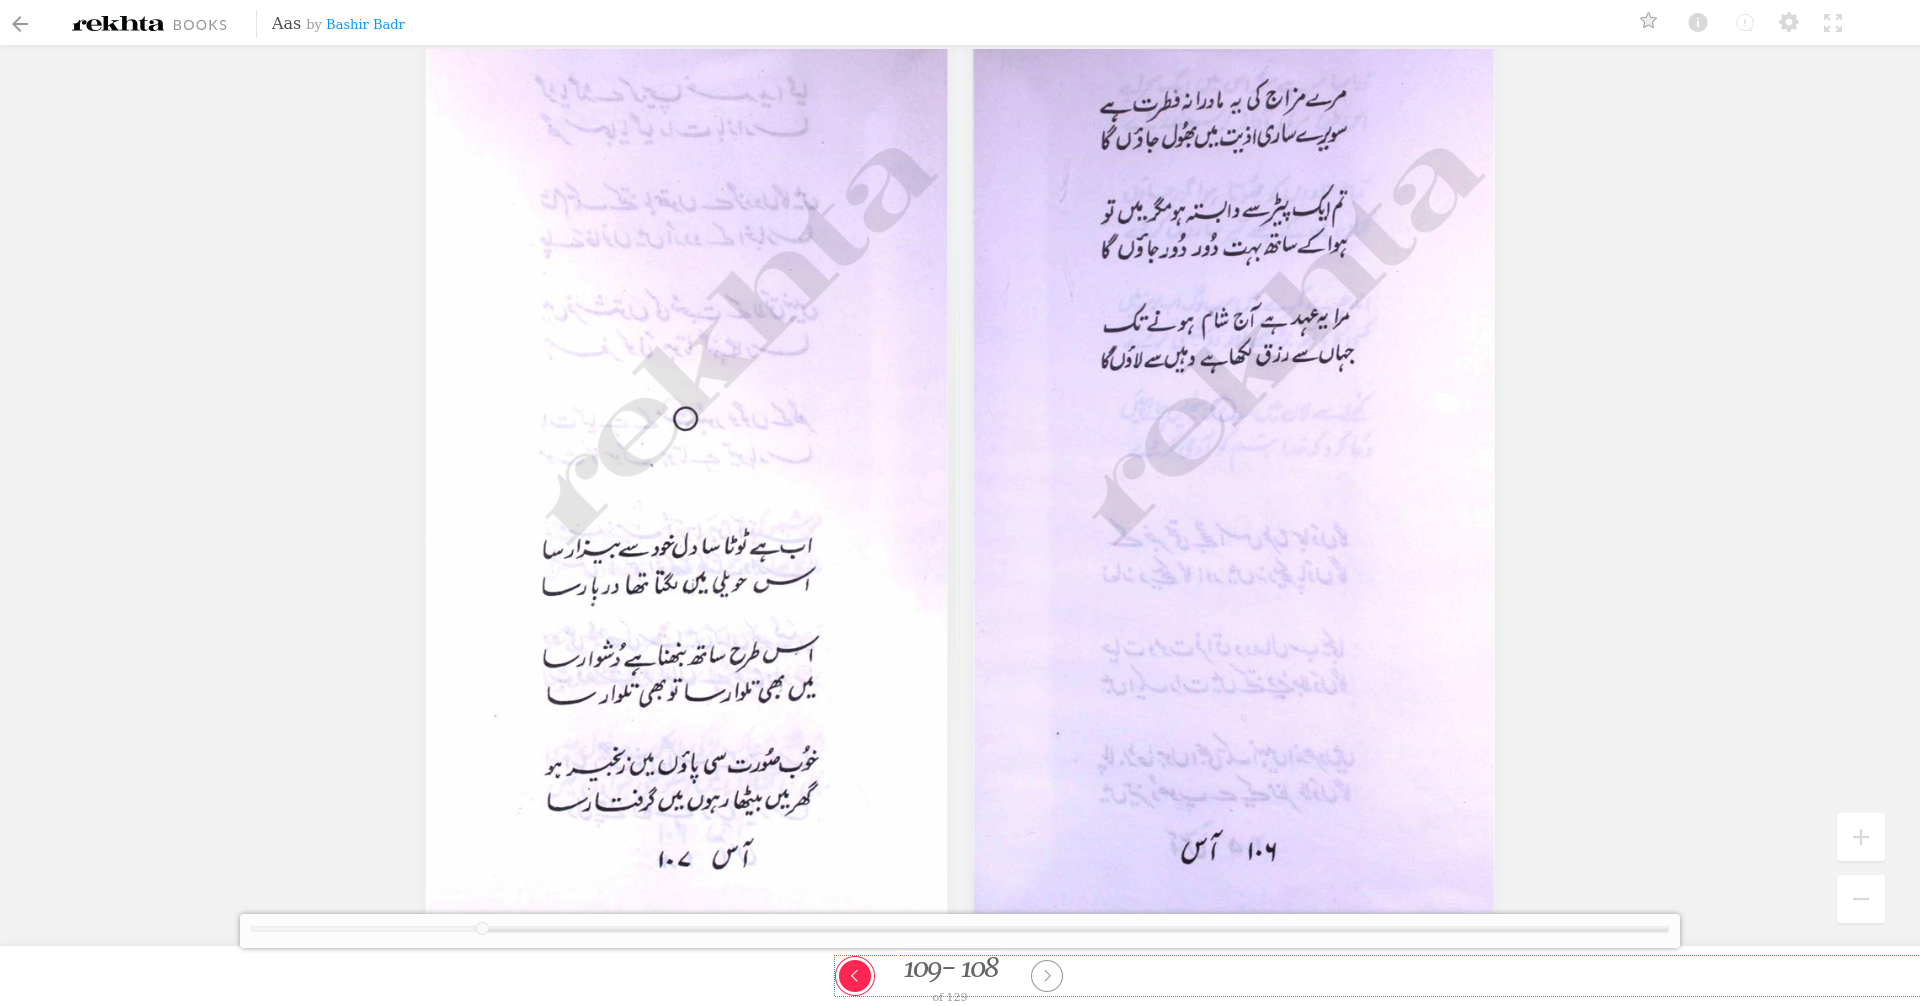 rekhta BOOKS
Aas by Bashir Badr
مرے مزاج کی یہ مادرانہ فطرت ہے
سویرے ساری اذیت میں بھُول جاؤں گا
تم ایک پیڑ سے وابستہ ہو مگر میں تو
ہوا کے ساتھ بہت دُور دُور جاؤں گا
مرا یہ عہد ہے آج شام ہونے تک
جہاں سے رزق لکھا ہے وہیں سے لاؤں گا
۱۰۶ آس
rekhta
اب ہے ٹوٹا سا دل خود سے بیزار سا
اس حویلی میں لگتا تھا دربار سا
اس طرح ساتھ نبھنا ہے دُشوار سا
میں بھی تلوار سا تو بھی تلوار سا
خوُب صوُرت سی پاؤں میں زنجیر ہو
گھر میں بیٹھا رہوں میں گرفتار سا
آس ۱۰۷
rekhta
109- 108
of 129